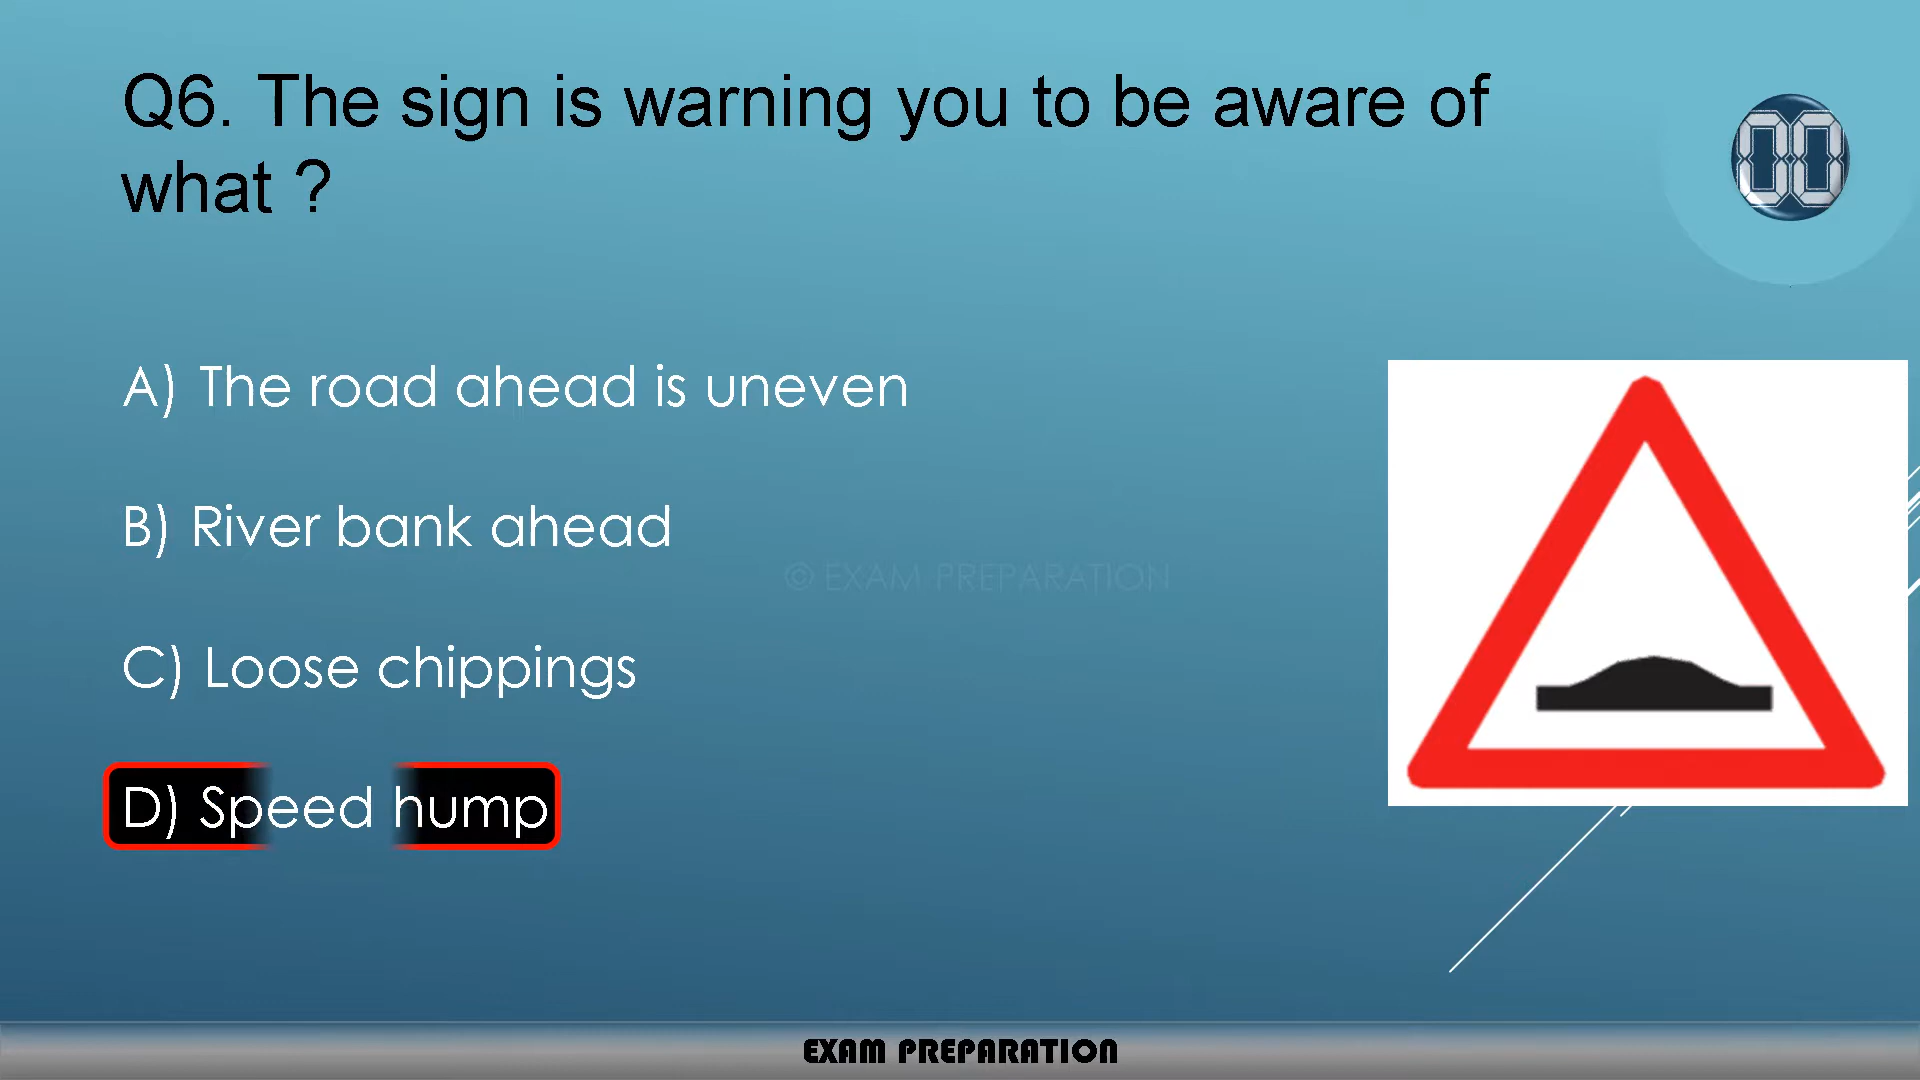 Q6. The sign is warning you to be aware of
what ?
00
A) The road ahead is uneven
B) River bank ahead
© EXAM PREPARATION
C) Loose chippings
D) Speed hump
EXAM PREPARATION